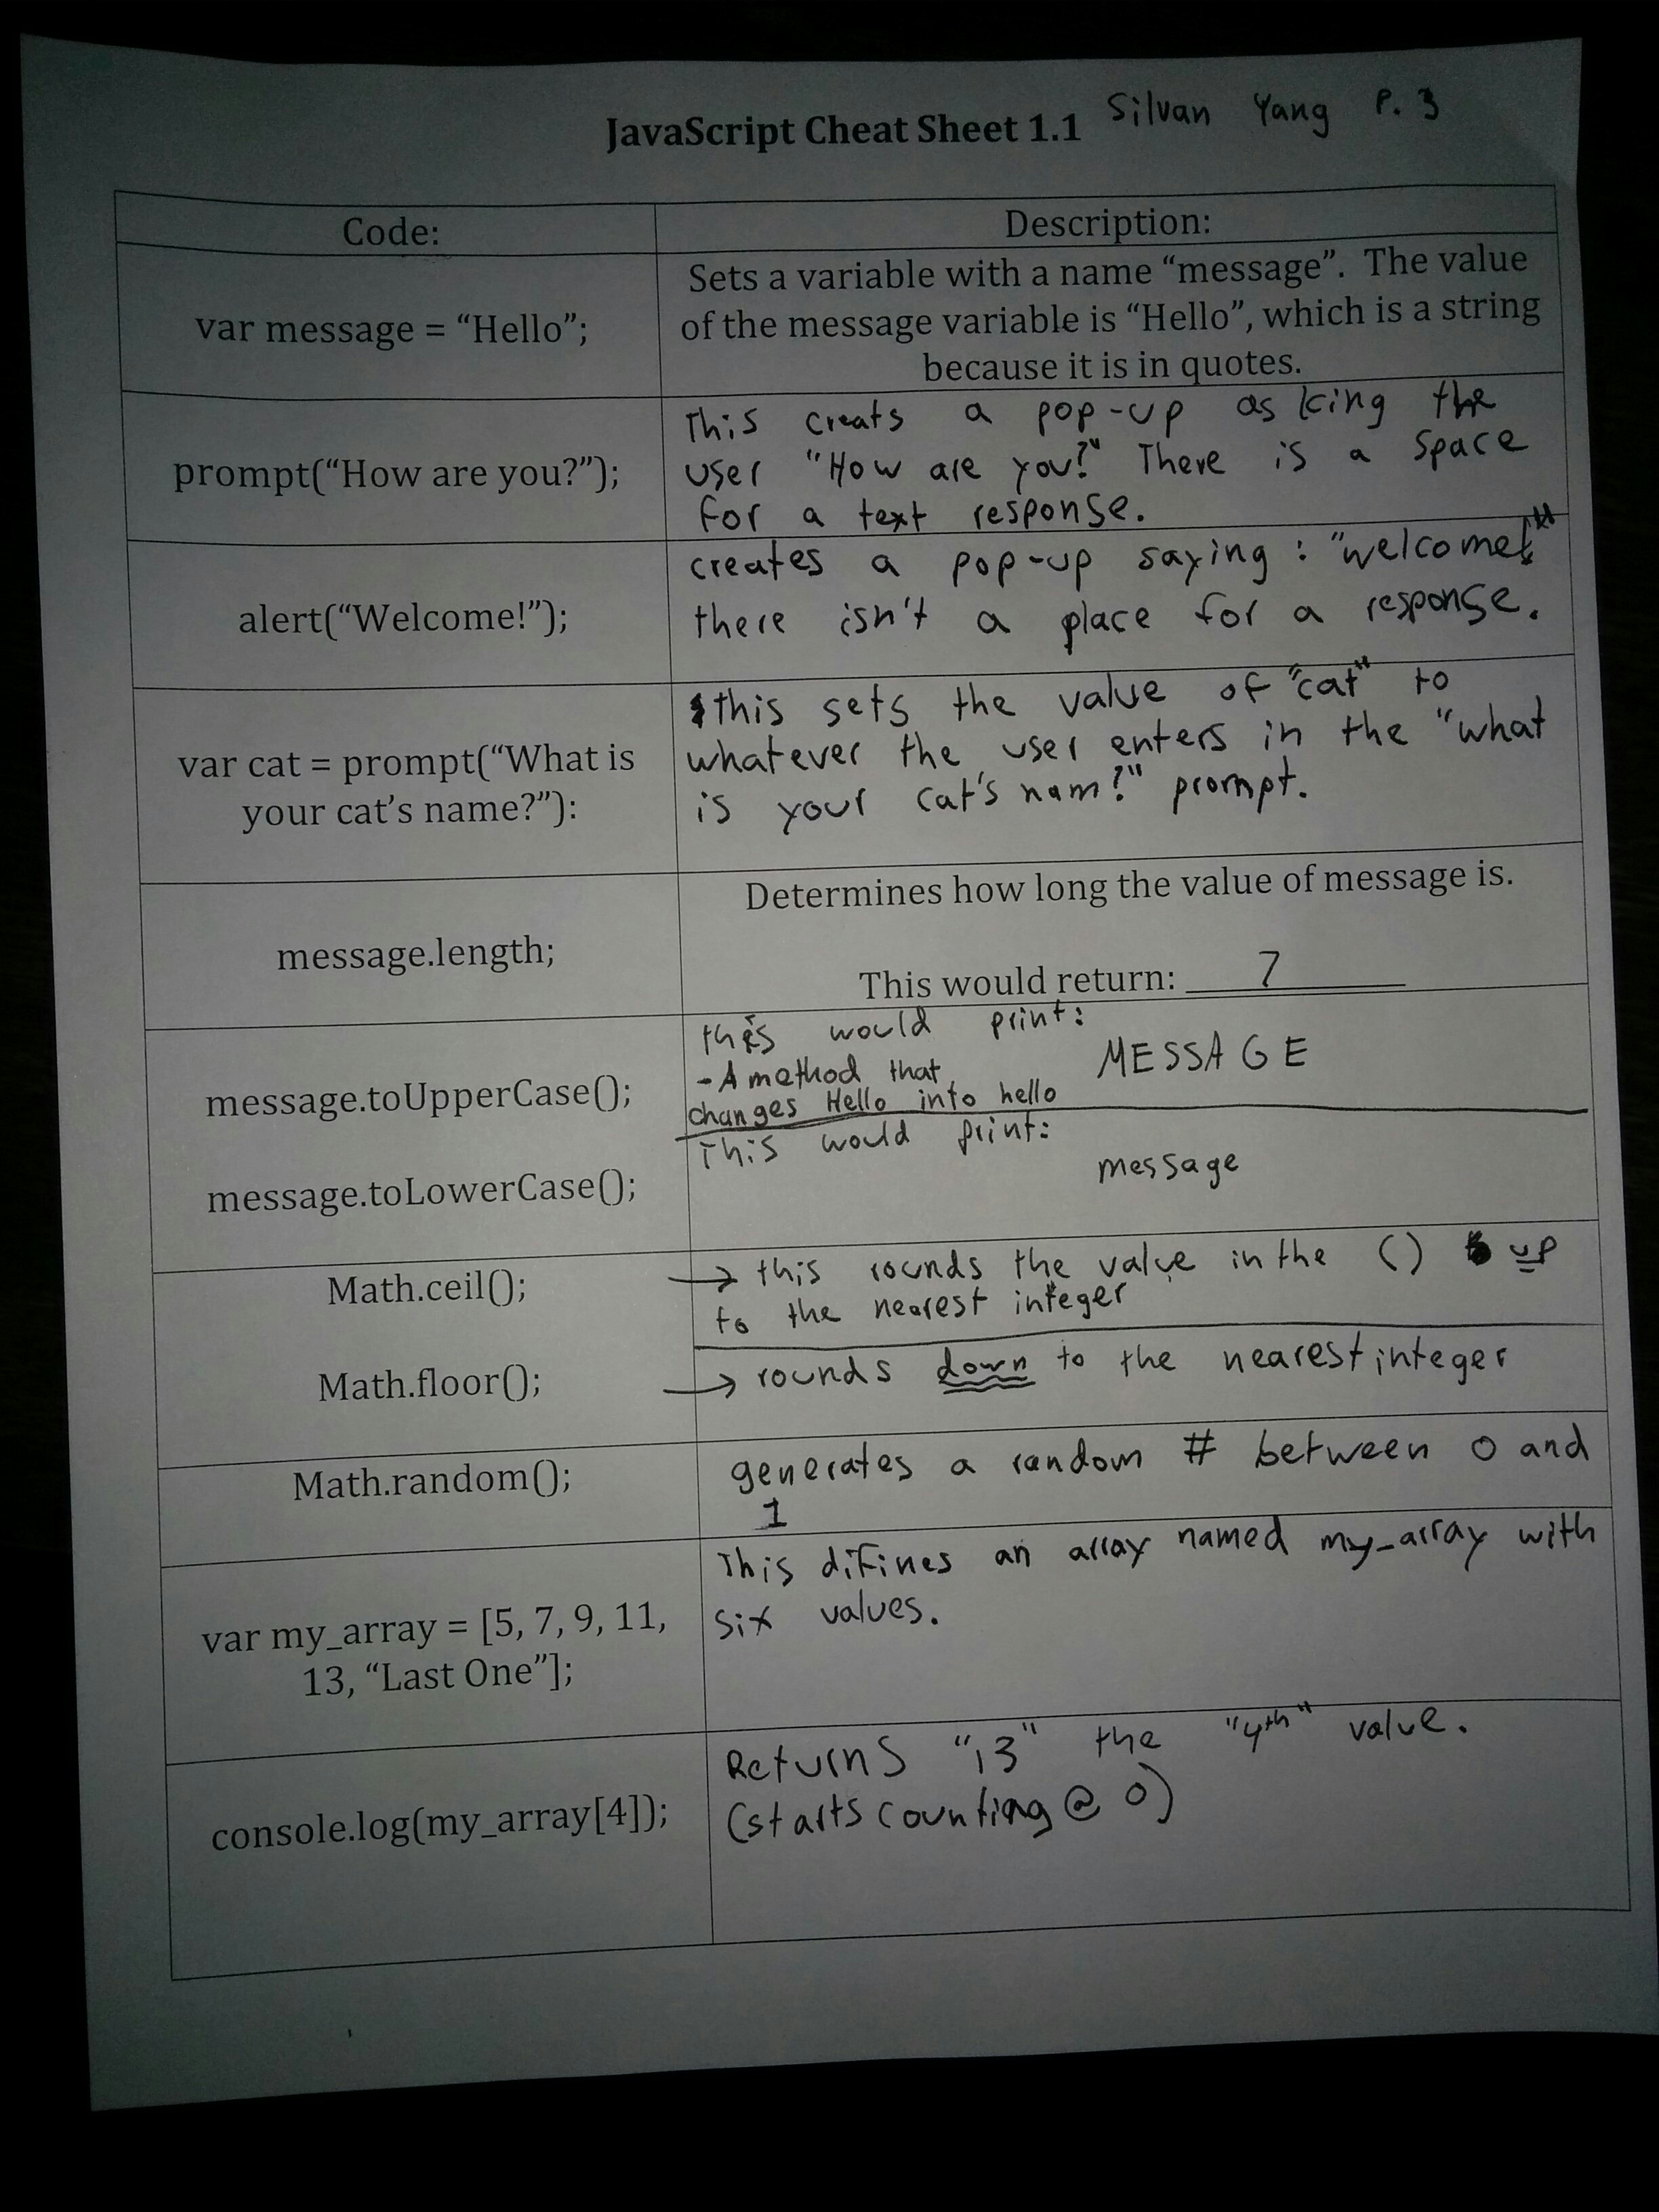 JavaScript Cheat Sheet 1.1 Silvan Yang P. 3
Code:
Description:
var message = “Hello”;
Sets a variable with a name “message”. The value
of the message variable is “Hello”, which is a string
because it is in quotes.
prompt(“How are you?”);
This creats a pop-up asking the
user "How are you?" There is a space
for a text response.
alert(“Welcome!”);
creates a pop-up saying : "welcome!"
there isn't a place for a response.
var cat = prompt(“What is
your cat’s name?”):
this sets the value of "cat" to
whatever the user enters in the "what
is your cat's nam?" prompt.
message.length;
Determines how long the value of message is.
This would return: 7
message.toUpperCase();
this would print:
-A method that
MESSAGE
changes Hello into hello
message.toLowerCase();
This would print:
message
Math.ceil();
→ this rounds the value in the () up
to the nearest integer
Math.floor();
→ rounds down to the nearest integer
Math.random();
generates a random # between 0 and
1
var my_array = [5, 7, 9, 11,
13, “Last One”];
This difines an array named my_array with
six values.
console.log(my_array[4]);
Returns "13" the "4th" value.
(starts counting @ 0)